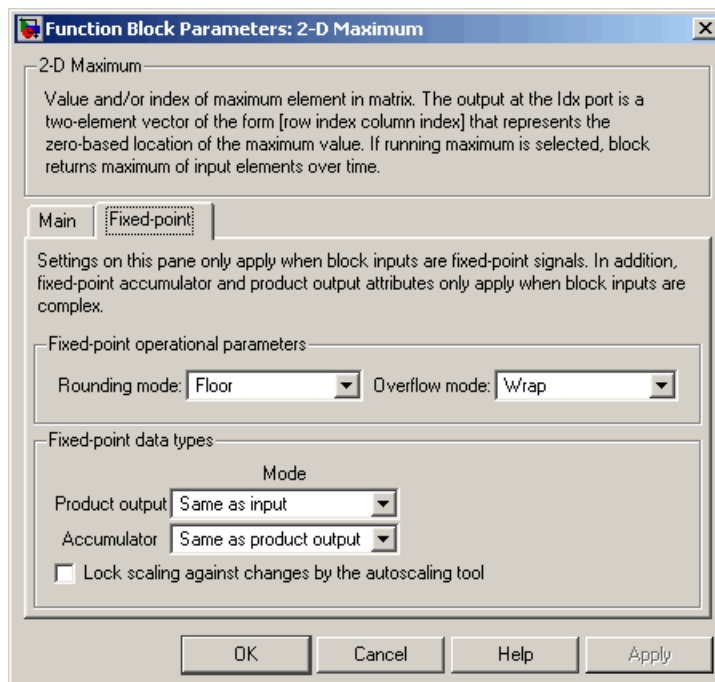 Function Block Parameters: 2-D Maximum
2-D Maximum
Value and/or index of maximum element in matrix. The output at the Idx port is a
two-element vector of the form [row index column index] that represents the
zero-based location of the maximum value. If running maximum is selected, block
returns maximum of input elements over time.
Main Fixed-point
Settings on this pane only apply when block inputs are fixed-point signals. In addition,
fixed-point accumulator and product output attributes only apply when block inputs are
complex.
Fixed-point operational parameters
Rounding mode: Floor Overflow mode: Wrap
Fixed-point data types
Mode
Product output Same as input
Accumulator Same as product output
Lock scaling against changes by the autoscaling tool
OK Cancel Help Apply